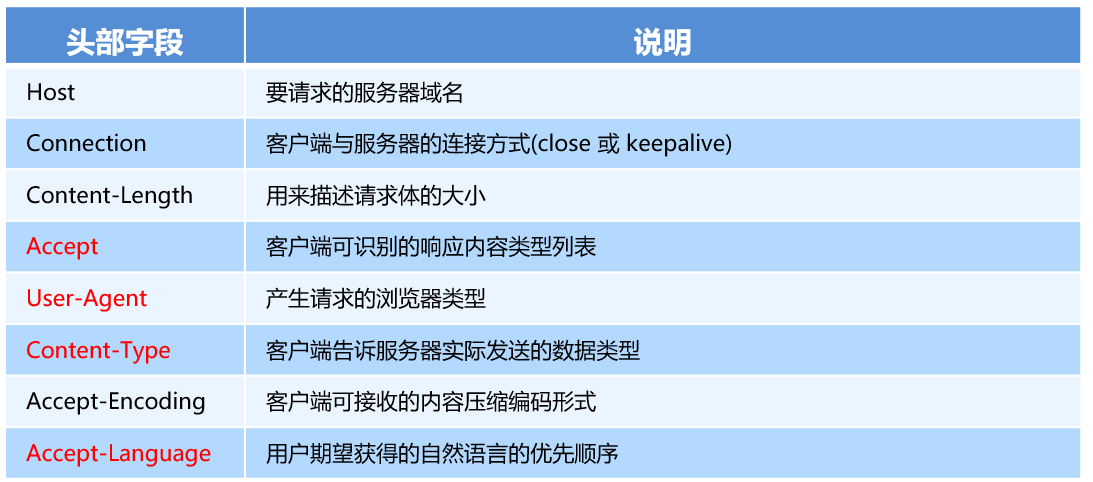 头部字段 说明
Host 要请求的服务器域名
Connection 客户端与服务器的连接方式(close 或 keepalive)
Content-Length 用来描述请求体的大小
Accept 客户端可识别的响应内容类型列表
User-Agent 产生请求的浏览器类型
Content-Type 客户端告诉服务器实际发送的数据类型
Accept-Encoding 客户端可接收的内容压缩编码形式
Accept-Language 用户期望获得的自然语言的优先顺序